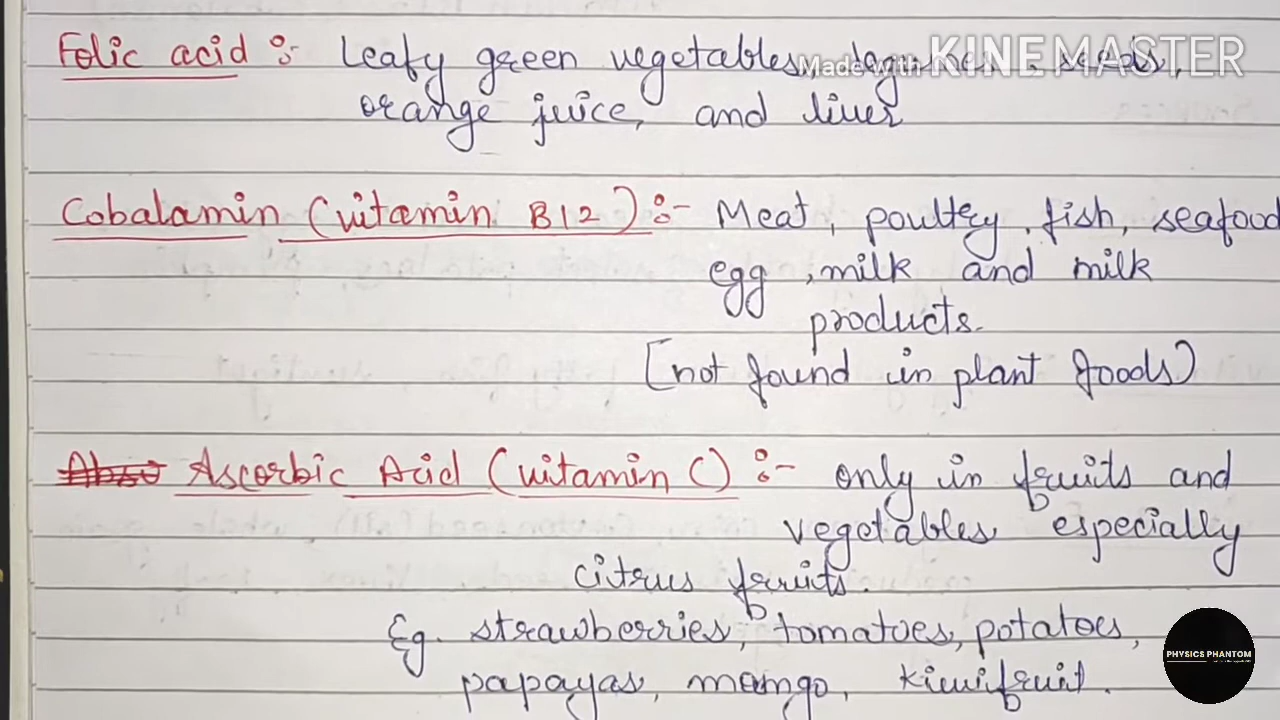 Folic acid :- Leafy green vegetables, legumes, seeds,
Made with KINEMASTER
orange juice, and liver
Cobalamin (vitamin B12) :- Meat, poultry, fish, seafood
egg, milk and milk
products.
[not found in plant foods)
Ascorbic Acid (vitamin C) :- only in fruits and
vegetables especially
citrus fruits.
Eg. strawberries, tomatoes, potatoes,
PHYSICS PHANTOM
papayas, mango, kiwifruit.